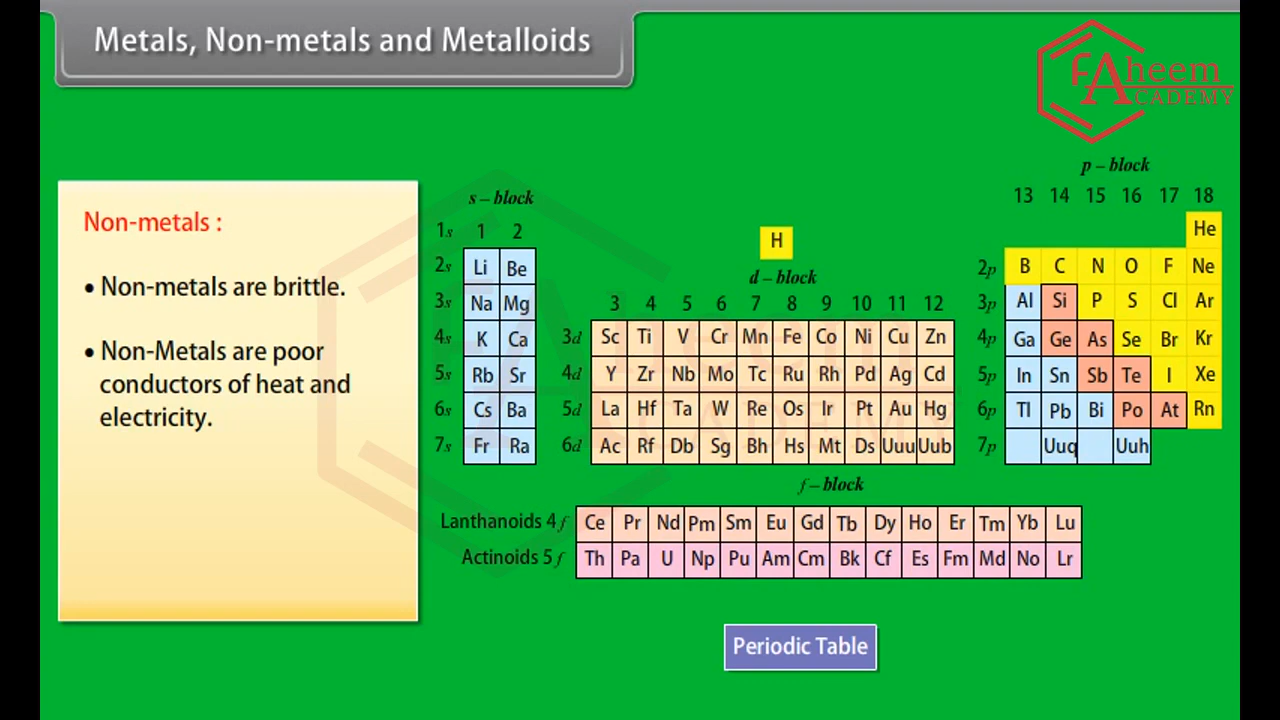 Metals, Non-metals and Metalloids
FAheem
ACADEMY
Non-metals :
• Non-metals are brittle.
• Non-Metals are poor
conductors of heat and
electricity.
p – block
13 14 15 16 17 18
s – block
1s 1 2
He
H
2s Li Be
d – block
2p B C N O F Ne
3s Na Mg
3 4 5 6 7 8 9 10 11 12
3p Al Si P S Cl Ar
4s K Ca
3d Sc Ti V Cr Mn Fe Co Ni Cu Zn
4p Ga Ge As Se Br Kr
5s Rb Sr
4d Y Zr Nb Mo Tc Ru Rh Pd Ag Cd
5p In Sn Sb Te I Xe
6s Cs Ba
5d La Hf Ta W Re Os Ir Pt Au Hg
6p Tl Pb Bi Po At Rn
7s Fr Ra
6d Ac Rf Db Sg Bh Hs Mt Ds Uuu Uub
7p Uuq Uuh
f – block
Lanthanoids 4f Ce Pr Nd Pm Sm Eu Gd Tb Dy Ho Er Tm Yb Lu
Actinoids 5f Th Pa U Np Pu Am Cm Bk Cf Es Fm Md No Lr
Periodic Table